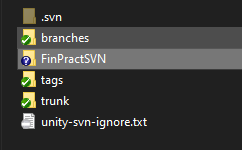 .svn
branches
FinPractSVN
tags
trunk
unity-svn-ignore.txt